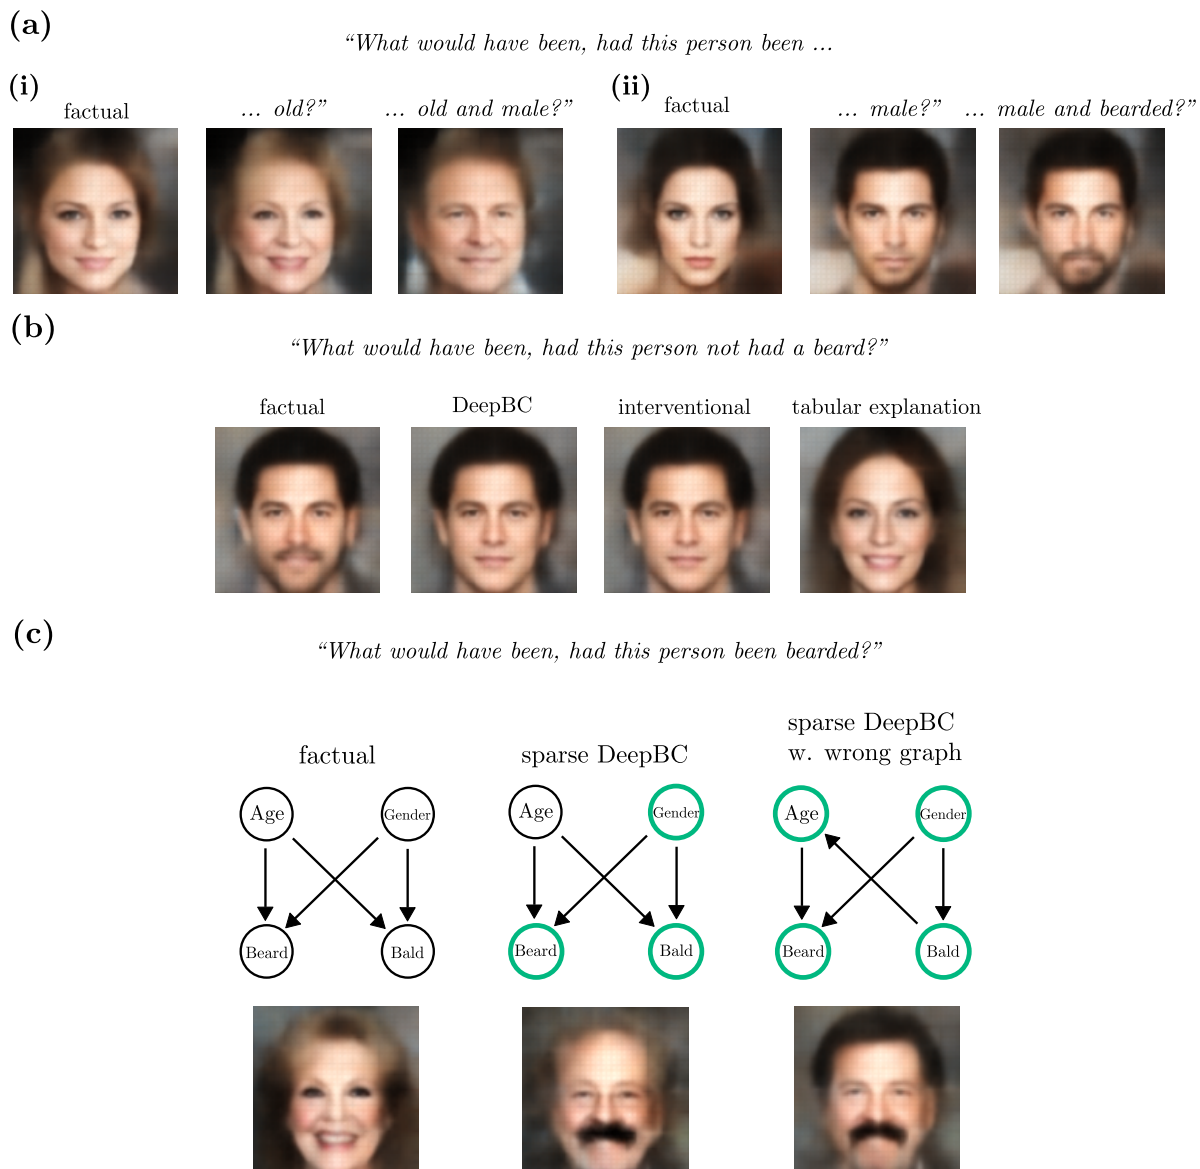 (a)
“What would have been, had this person been ...
(i)
factual
... old?”
... old and male?”
(ii)
factual
... male?”
... male and bearded?”
(b)
“What would have been, had this person not had a beard?”
factual
DeepBC
interventional
tabular explanation
(c)
“What would have been, had this person been bearded?”
factual
sparse DeepBC
sparse DeepBC
w. wrong graph
Age
Gender
Beard
Bald
Age
Gender
Beard
Bald
Age
Gender
Beard
Bald